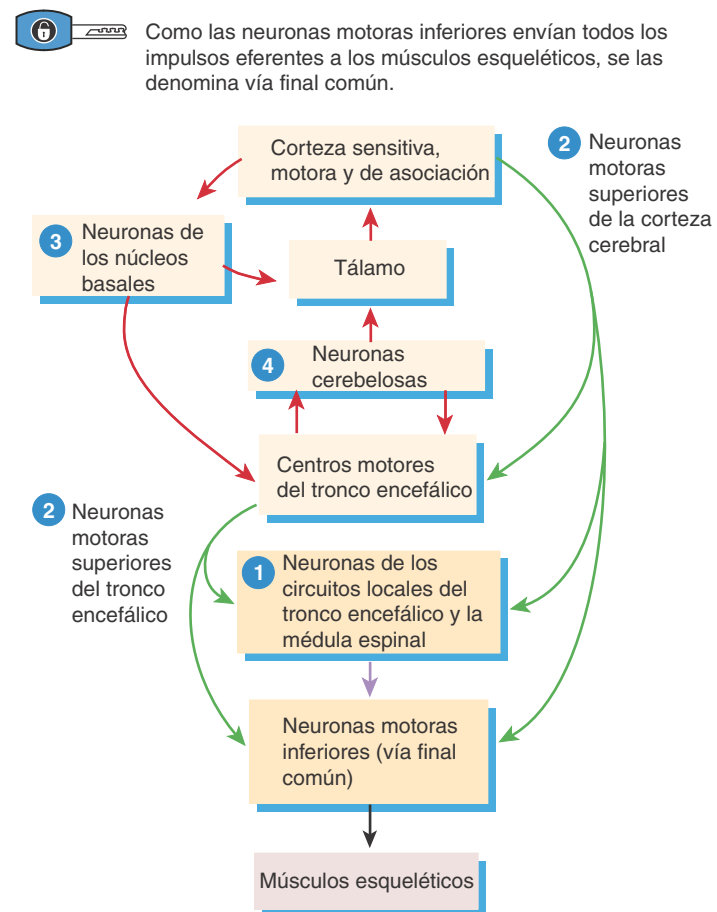 Como las neuronas motoras inferiores envían todos los
impulsos eferentes a los músculos esqueléticos, se las
denomina vía final común.
Corteza sensitiva,
motora y de asociación
2 Neuronas
motoras
superiores
de la corteza
cerebral
3 Neuronas de
los núcleos
basales
Tálamo
4 Neuronas
cerebelosas
Centros motores
del tronco encefálico
2 Neuronas
motoras
superiores
del tronco
encefálico
1 Neuronas de los
circuitos locales del
tronco encefálico y la
médula espinal
Neuronas motoras
inferiores (vía final
común)
Músculos esqueléticos